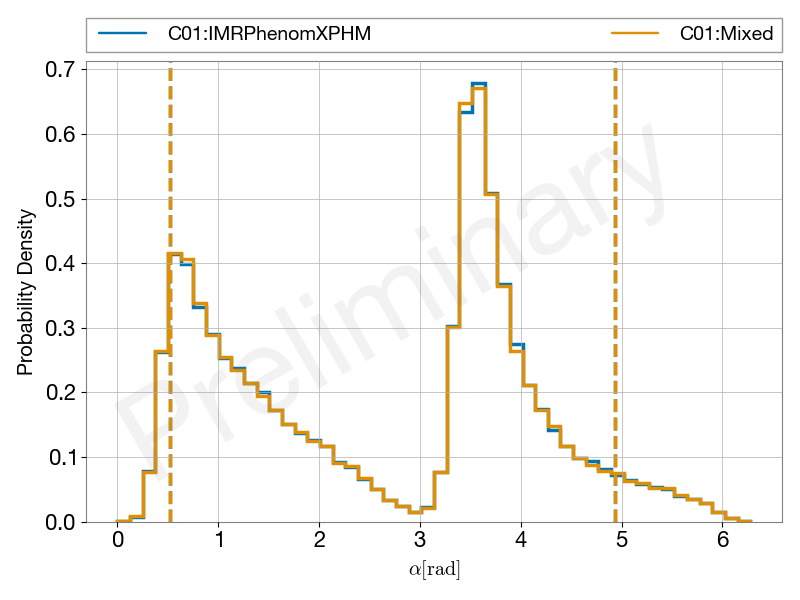 C01:IMRPhenomXPHM C01:Mixed
0.7
0.6
0.5
0.4
0.3
0.2
0.1
0.0
Probability Density
Preliminary
0 1 2 3 4 5 6
α[rad]